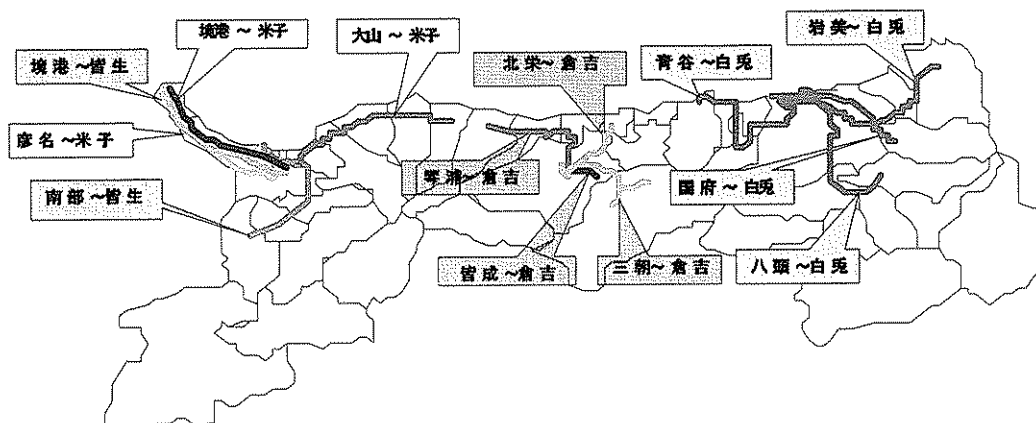 境港～米子
大山～米子
岩美～白兎
境港～皆生
北栄～倉吉
青谷～白兎
彦名～米子
琴浦～倉吉
国府～白兎
南部～皆生
皆成～倉吉
三朝～倉吉
八頭～白兎